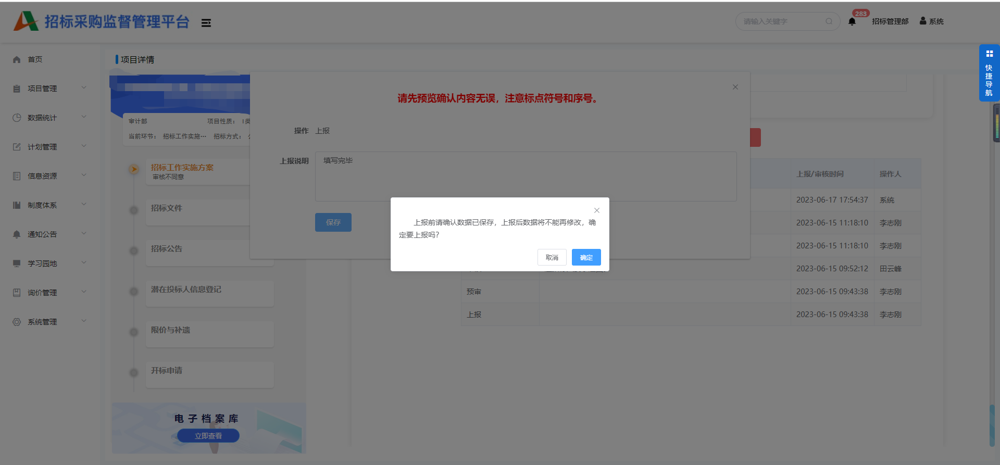 招标采购监督管理平台
请输入关键字
283
招标管理部
系统
首页
项目管理
数据统计
计划管理
信息资源
制度体系
通知公告
学习园地
询价管理
系统管理
快捷导航
项目详情
审计部
项目性质： I类
当前环节： 招标工作实施… 招标方式：
招标工作实施方案
审核不同意
招标文件
招标公告
潜在投标人信息登记
限价与补遗
开标申请
电子档案库
立即查看
请先预览确认内容无误，注意标点符号和序号。
操作 上报
上报说明
填写完毕
保存
上报前请确认数据已保存，上报后数据将不能再修改，确
定要上报吗？
取消
确定
上报/审核时间 操作人
2023-06-17 17:54:37 系统
2023-06-15 11:18:10 李志刚
2023-06-15 11:18:10 李志刚
2023-06-15 09:52:12 田云峰
预审 2023-06-15 09:43:38 李志刚
上报 2023-06-15 09:43:38 李志刚